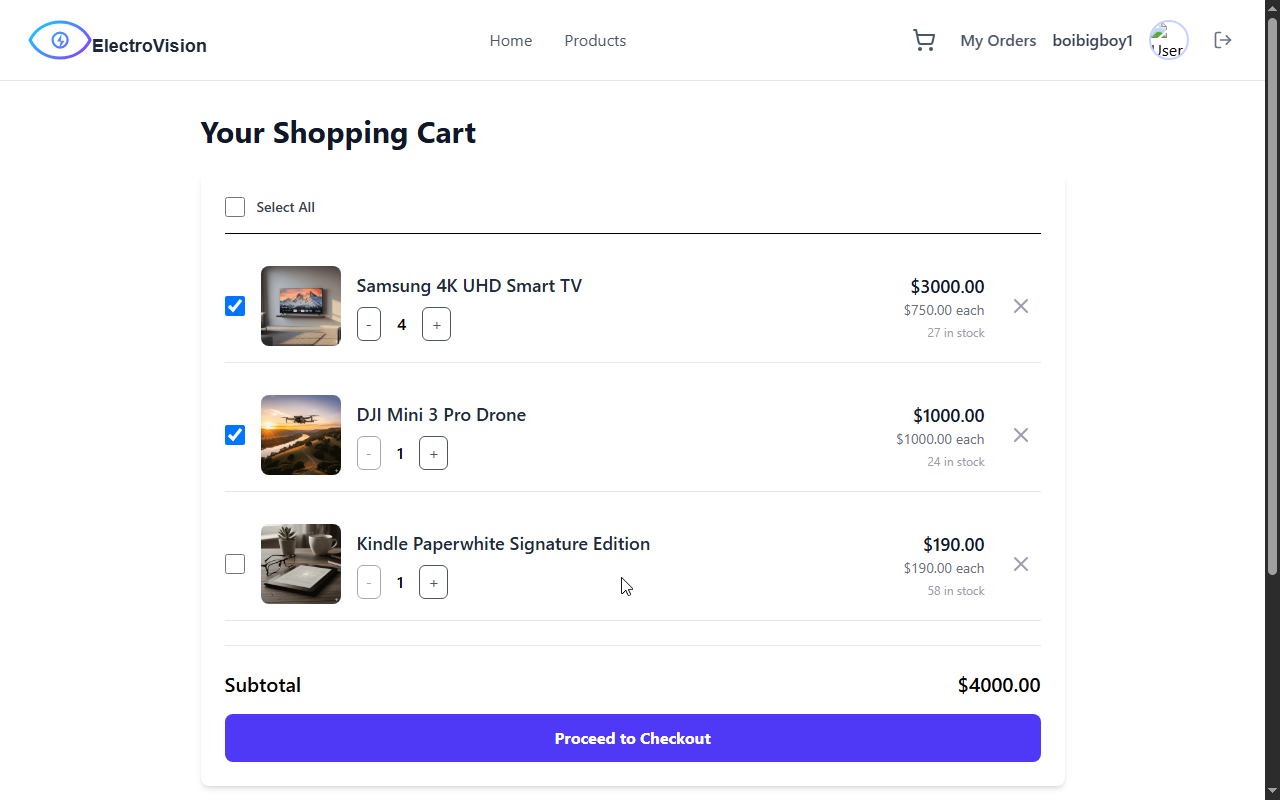 ElectroVision
Home
Products
My Orders
boibigboy1
User
Your Shopping Cart
Select All
Samsung 4K UHD Smart TV
- 4 +
$3000.00
$750.00 each
27 in stock
DJI Mini 3 Pro Drone
- 1 +
$1000.00
$1000.00 each
24 in stock
Kindle Paperwhite Signature Edition
- 1 +
$190.00
$190.00 each
58 in stock
Subtotal
$4000.00
Proceed to Checkout